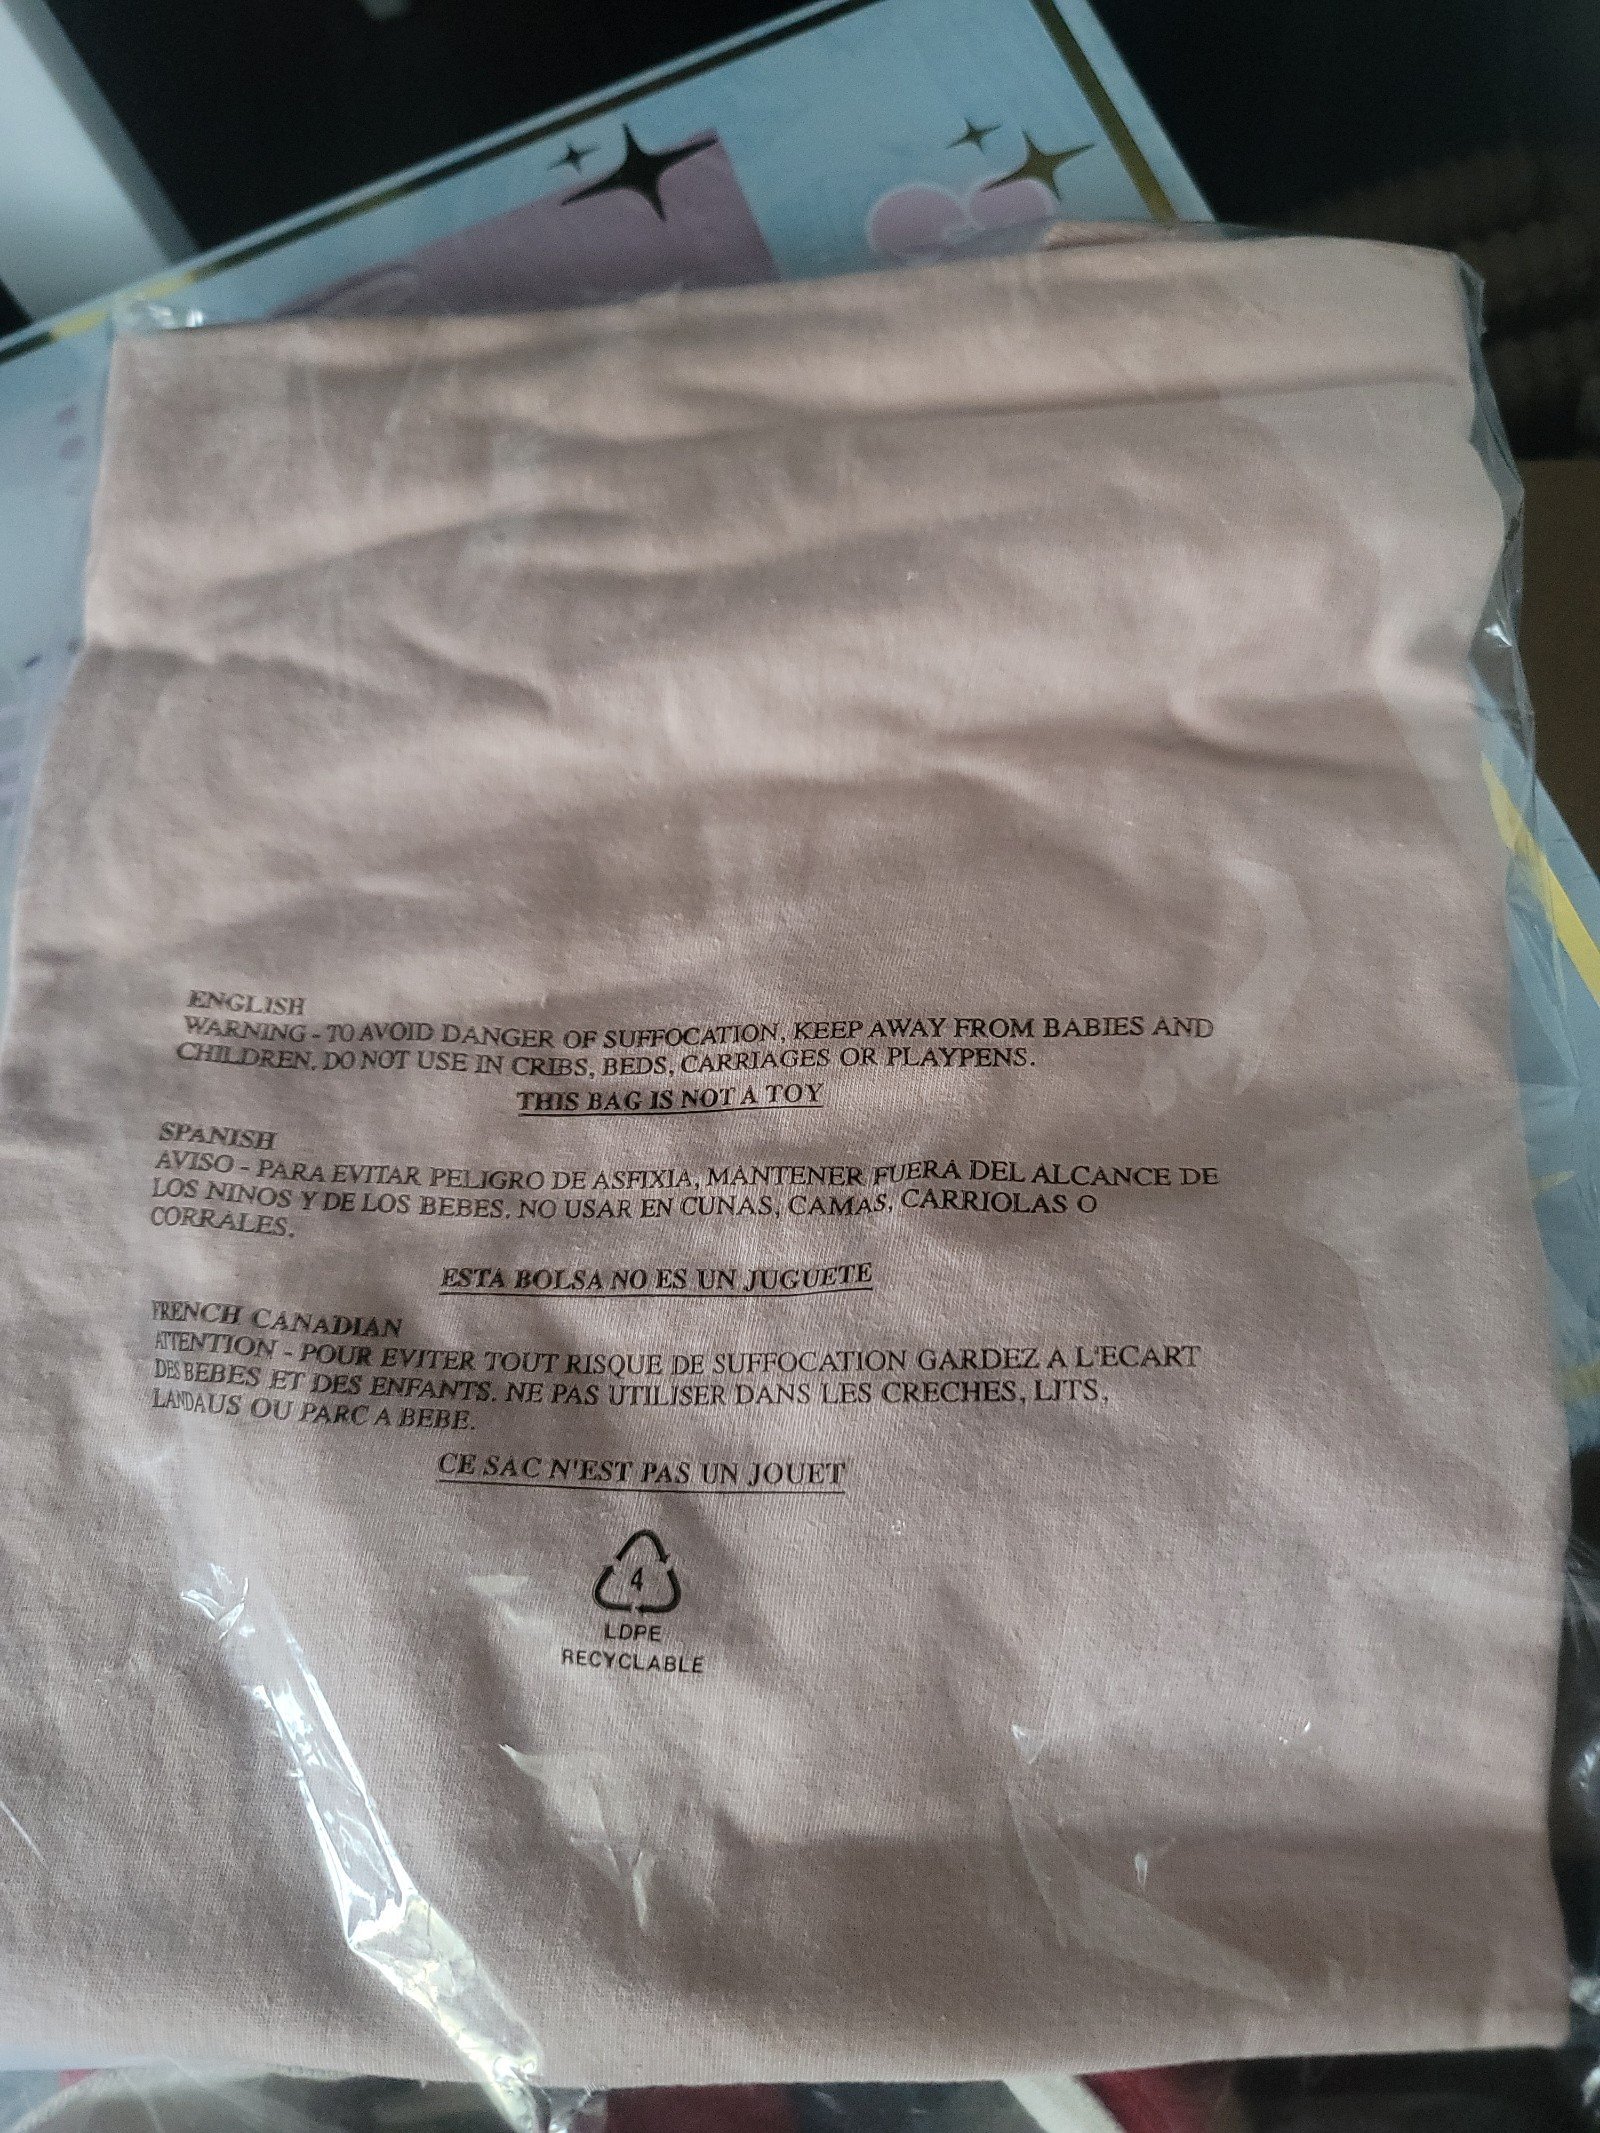 ENGLISH
WARNING - TO AVOID DANGER OF SUFFOCATION, KEEP AWAY FROM BABIES AND
CHILDREN. DO NOT USE IN CRIBS, BEDS, CARRIAGES OR PLAYPENS.
THIS BAG IS NOT A TOY
SPANISH
AVISO - PARA EVITAR PELIGRO DE ASFIXIA, MANTENER FUERA DEL ALCANCE DE
LOS NINOS Y DE LOS BEBES. NO USAR EN CUNAS, CAMAS, CARRIOLAS O
CORRALES.
ESTA BOLSA NO ES UN JUGUETE
FRENCH CANADIAN
ATTENTION - POUR EVITER TOUT RISQUE DE SUFFOCATION GARDEZ A L'ECART
DES BEBES ET DES ENFANTS. NE PAS UTILISER DANS LES CRECHES, LITS,
LANDAUS OU PARC A BEBE.
CE SAC N'EST PAS UN JOUET
4
LDPE
RECYCLABLE